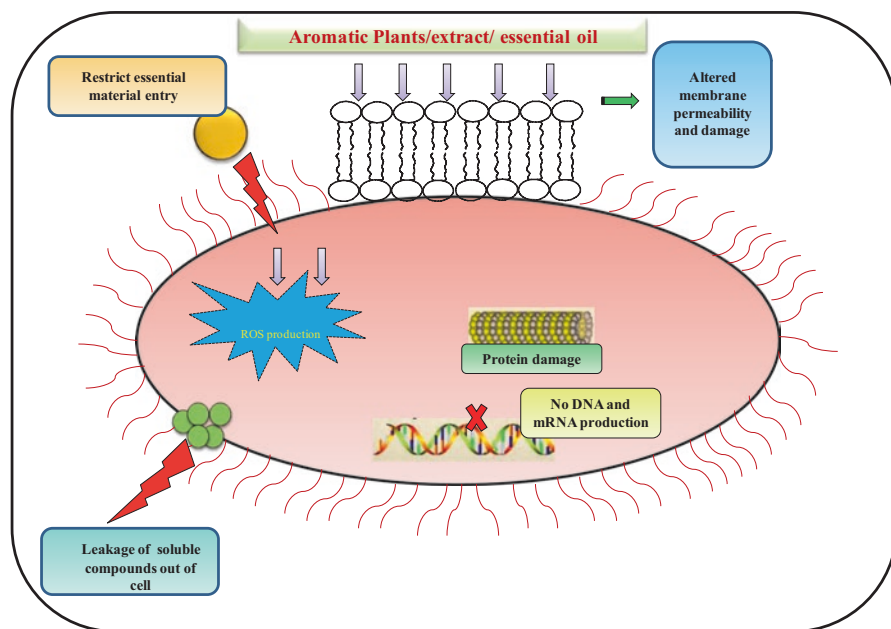 Aromatic Plants/extract/ essential oil
Restrict essential
material entry
Altered
membrane
permeability
and damage
ROS production
Protein damage
No DNA and
mRNA production
Leakage of soluble
compounds out of
cell